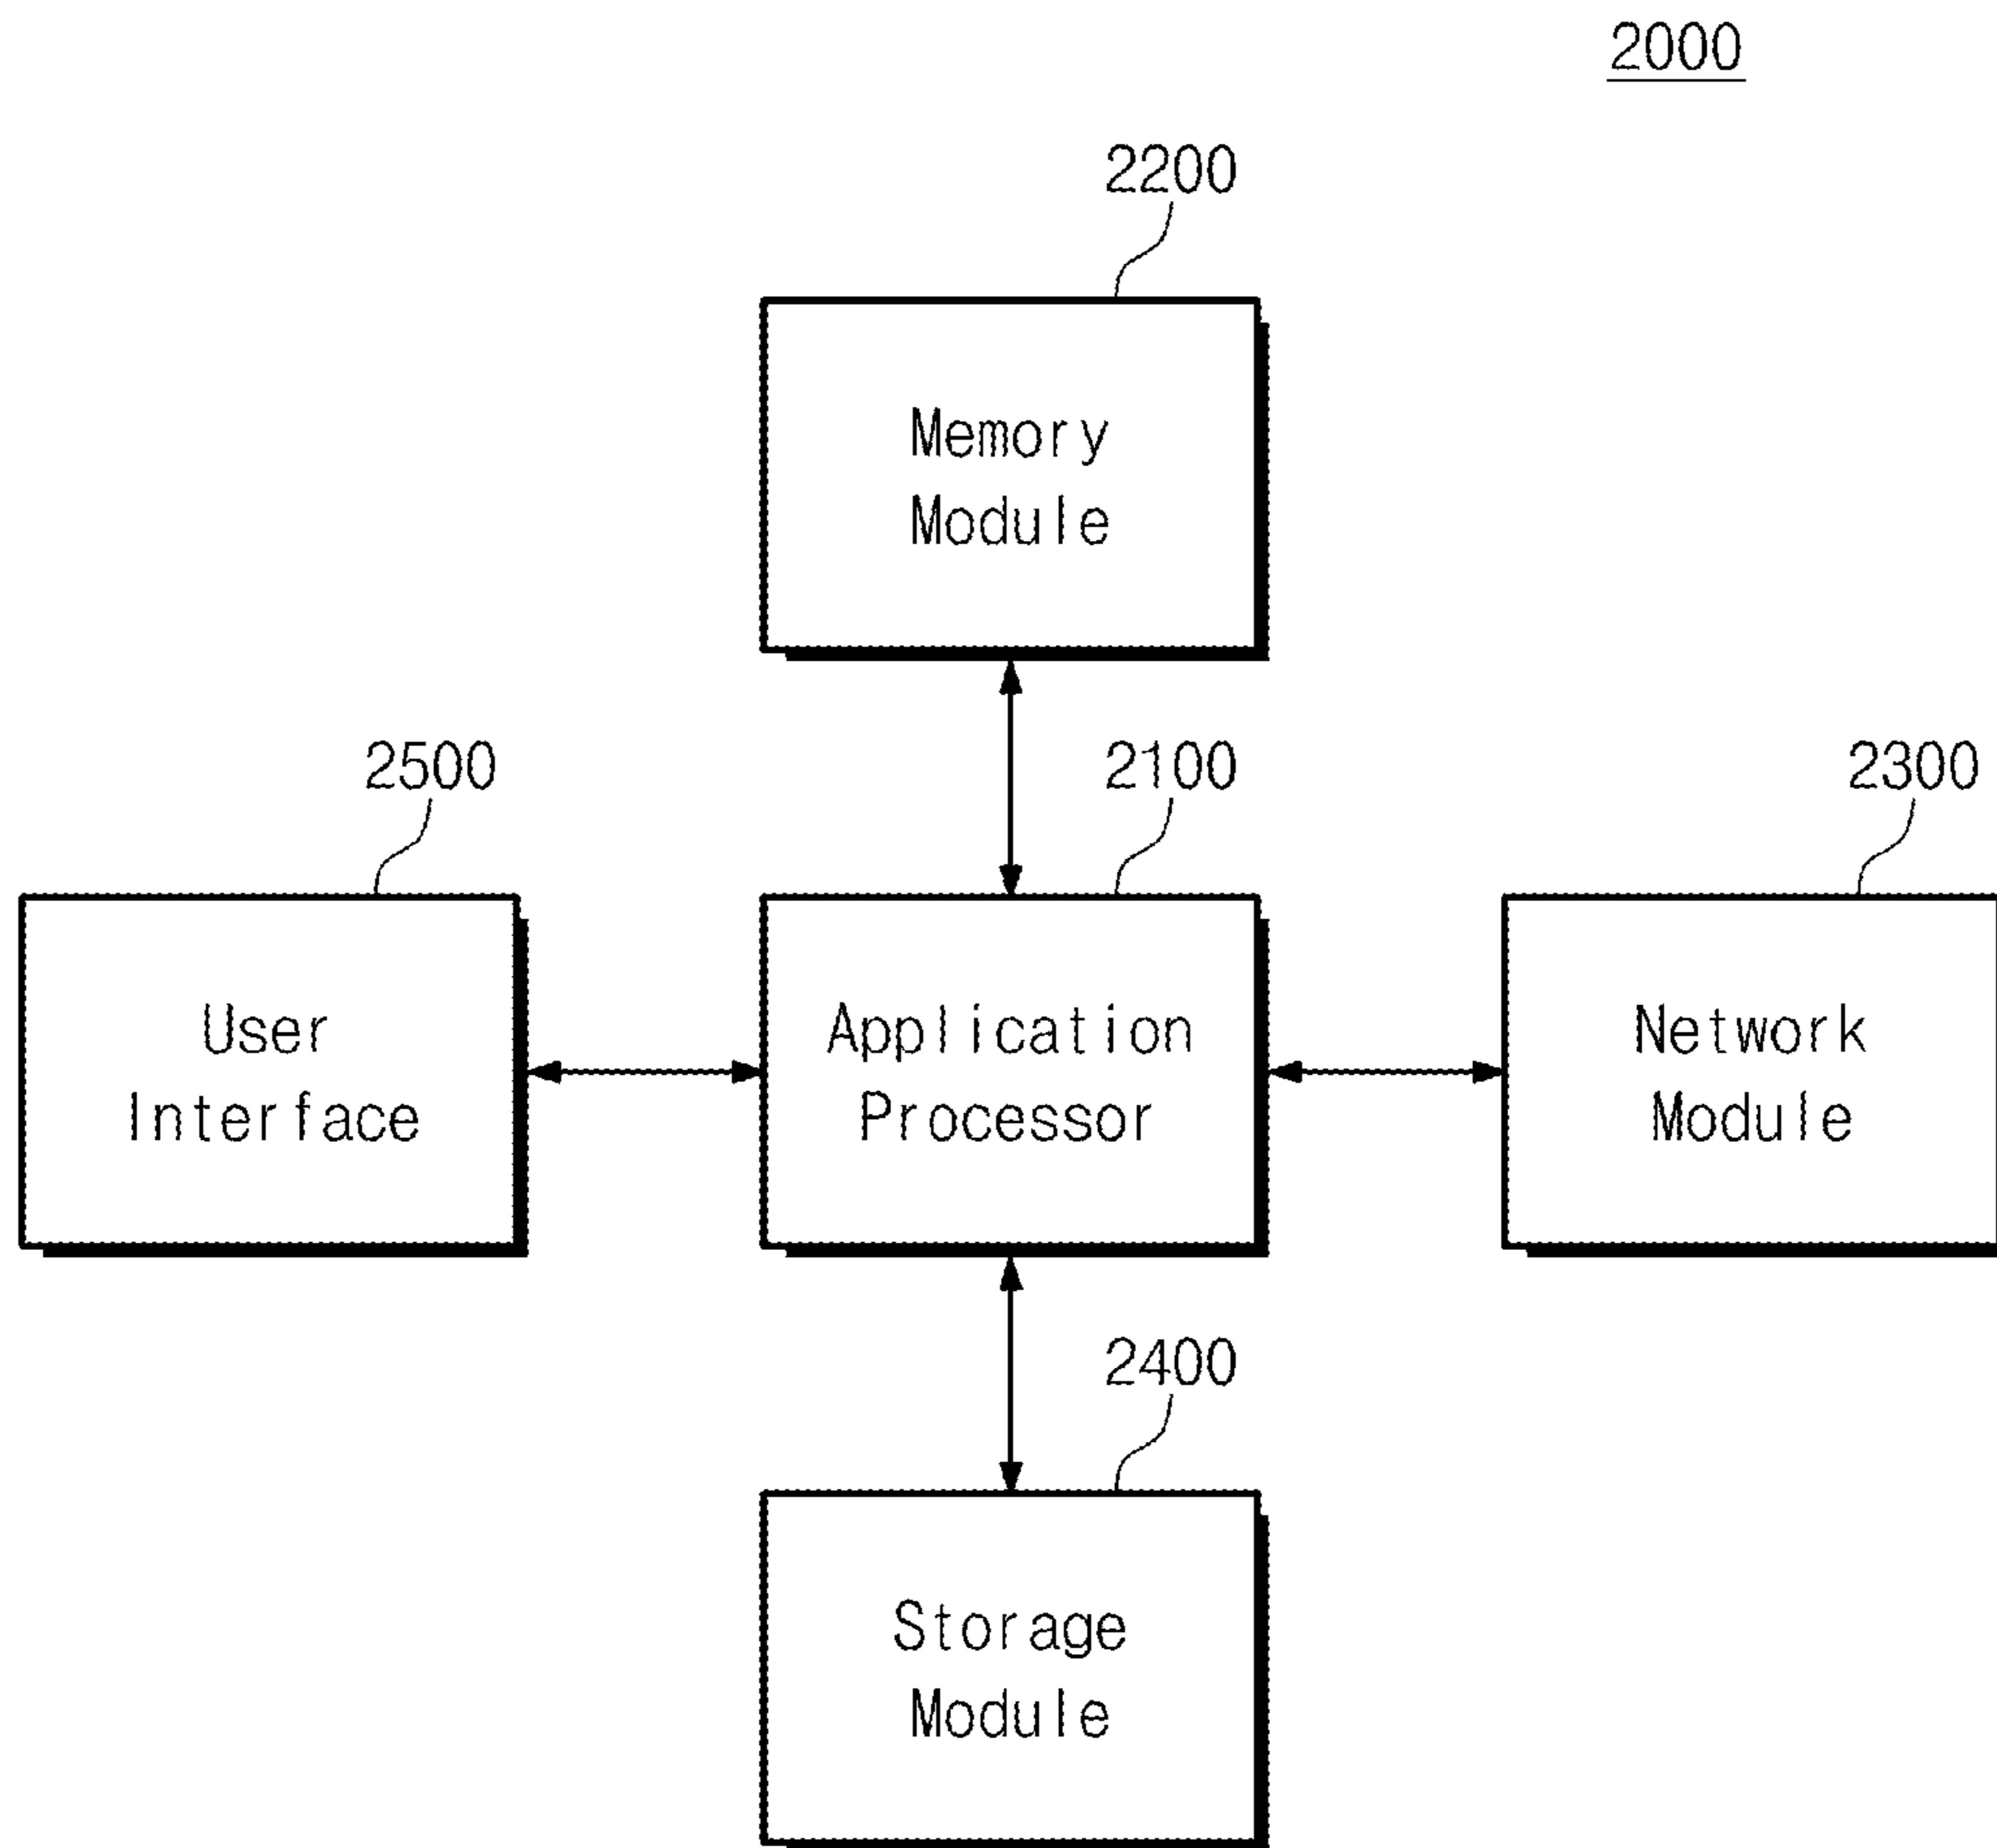 2000
2200
Memory
Module
2500
2100
2300
User
Interface
Application
Processor
Network
Module
2400
Storage
Module